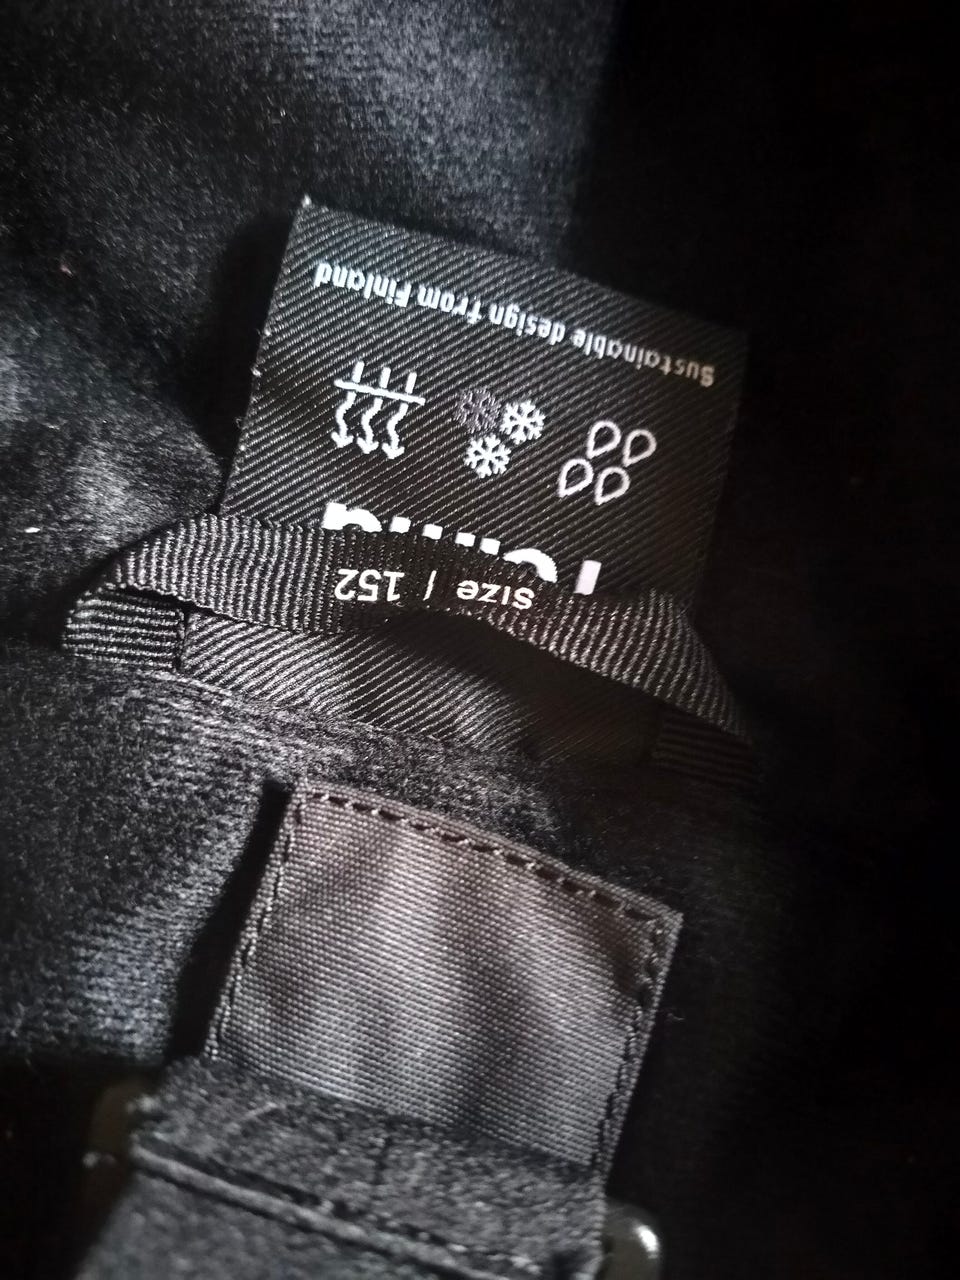 Size / 152
Sustainable design from Finland